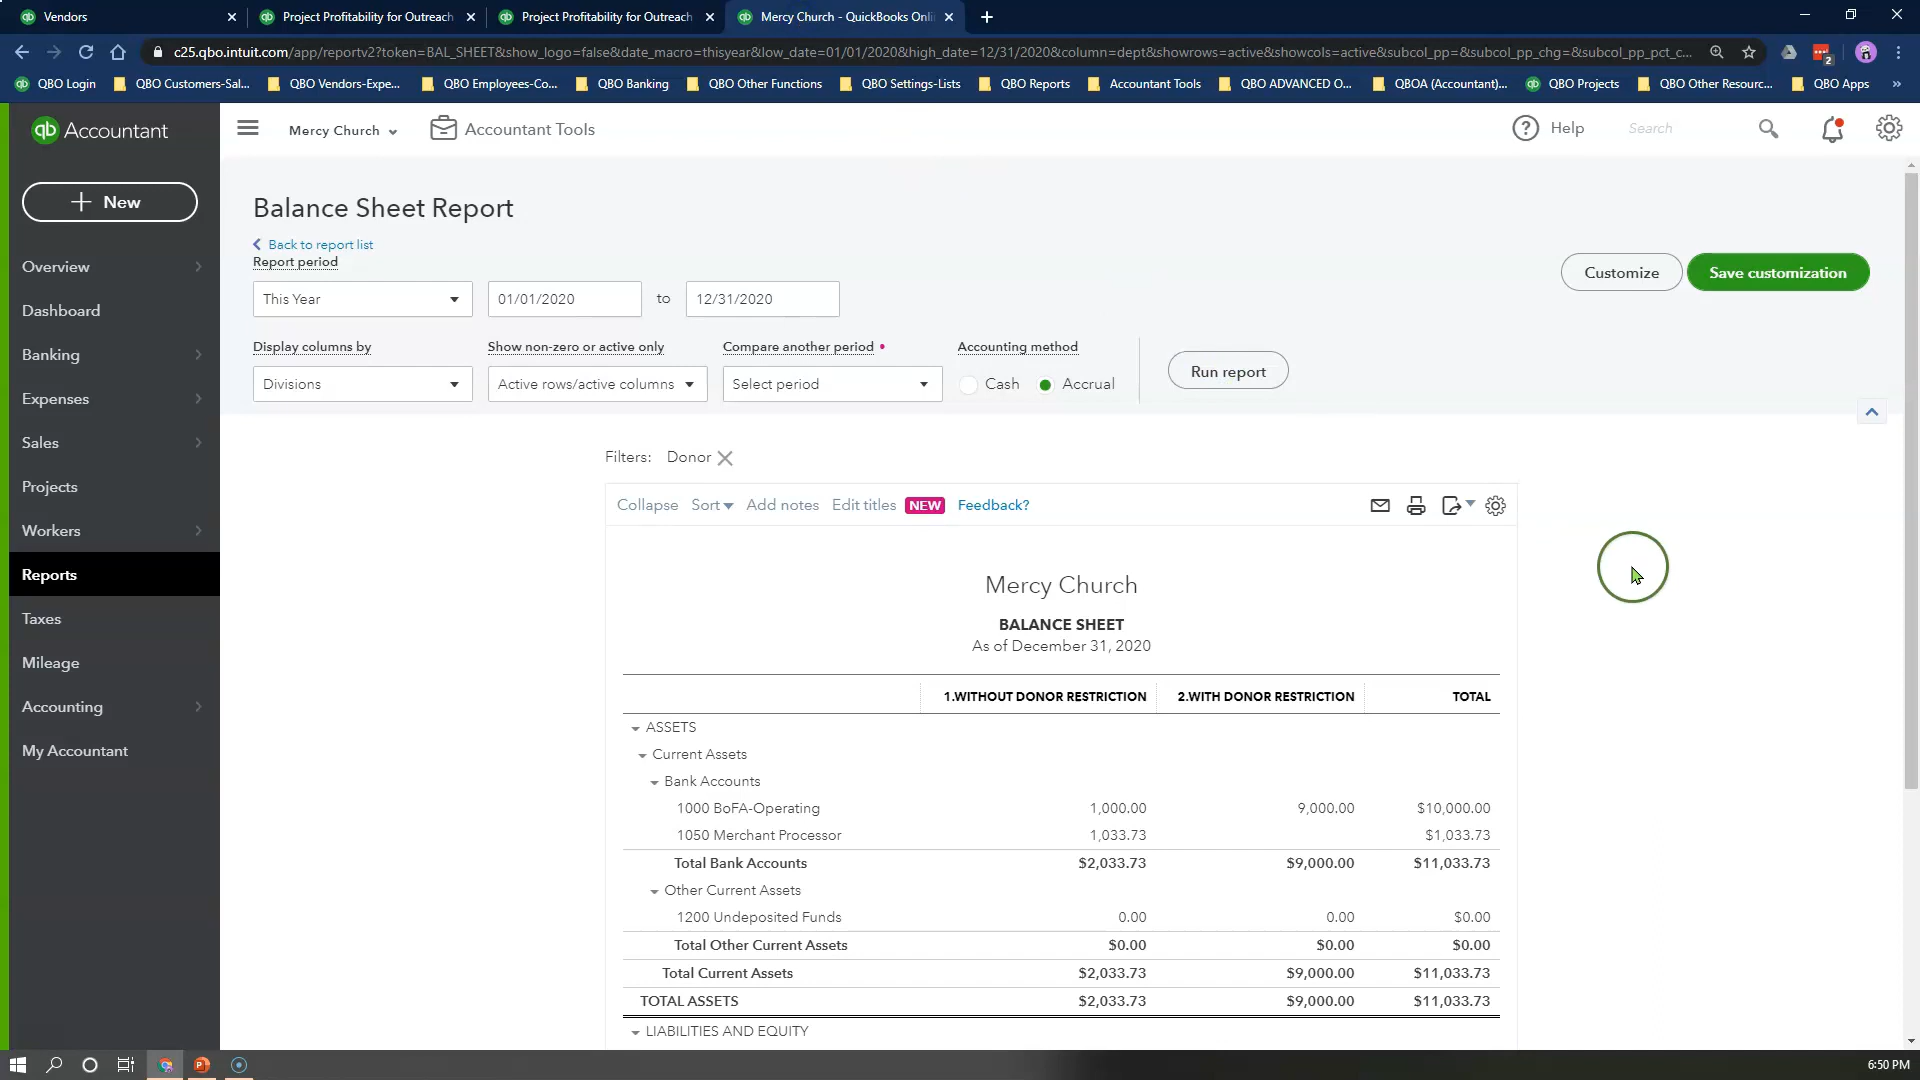 Vendors
Project Profitability for Outreach
Project Profitability for Outreach
Mercy Church - QuickBooks Onli
c25.qbo.intuit.com/app/reportv2?token=BAL_SHEET&show_logo=false&date_macro=thisyear&low_date=01/01/2020&high_date=12/31/2020&column=dept&showrows=active&showcols=active&subcol_pp=&subcol_pp_chg=&subcol_pp_pct_c...
2
QBO Login
QBO Customers-Sal...
QBO Vendors-Expe...
QBO Employees-Co...
QBO Banking
QBO Other Functions
QBO Settings-Lists
QBO Reports
Accountant Tools
QBO ADVANCED O...
QBOA (Accountant)...
QBO Projects
QBO Other Resourc...
QBO Apps
»
qb Accountant
Mercy Church
Accountant Tools
Help
Search
+ New
Overview
Dashboard
Banking
Expenses
Sales
Projects
Workers
Reports
Taxes
Mileage
Accounting
My Accountant
Balance Sheet Report
Back to report list
Report period
This Year
01/01/2020
to
12/31/2020
Customize
Save customization
Display columns by
Show non-zero or active only
Compare another period
Accounting method
Divisions
Active rows/active columns
Select period
Cash
Accrual
Run report
Filters: Donor
Collapse
Sort
Add notes
Edit titles
NEW
Feedback?
Mercy Church
BALANCE SHEET
As of December 31, 2020
1.WITHOUT DONOR RESTRICTION 2.WITH DONOR RESTRICTION TOTAL
ASSETS
Current Assets
Bank Accounts
1000 BoFA-Operating 1,000.00 9,000.00 $10,000.00
1050 Merchant Processor 1,033.73 $1,033.73
Total Bank Accounts $2,033.73 $9,000.00 $11,033.73
Other Current Assets
1200 Undeposited Funds 0.00 0.00 $0.00
Total Other Current Assets $0.00 $0.00 $0.00
Total Current Assets $2,033.73 $9,000.00 $11,033.73
TOTAL ASSETS $2,033.73 $9,000.00 $11,033.73
LIABILITIES AND EQUITY
6:50 PM